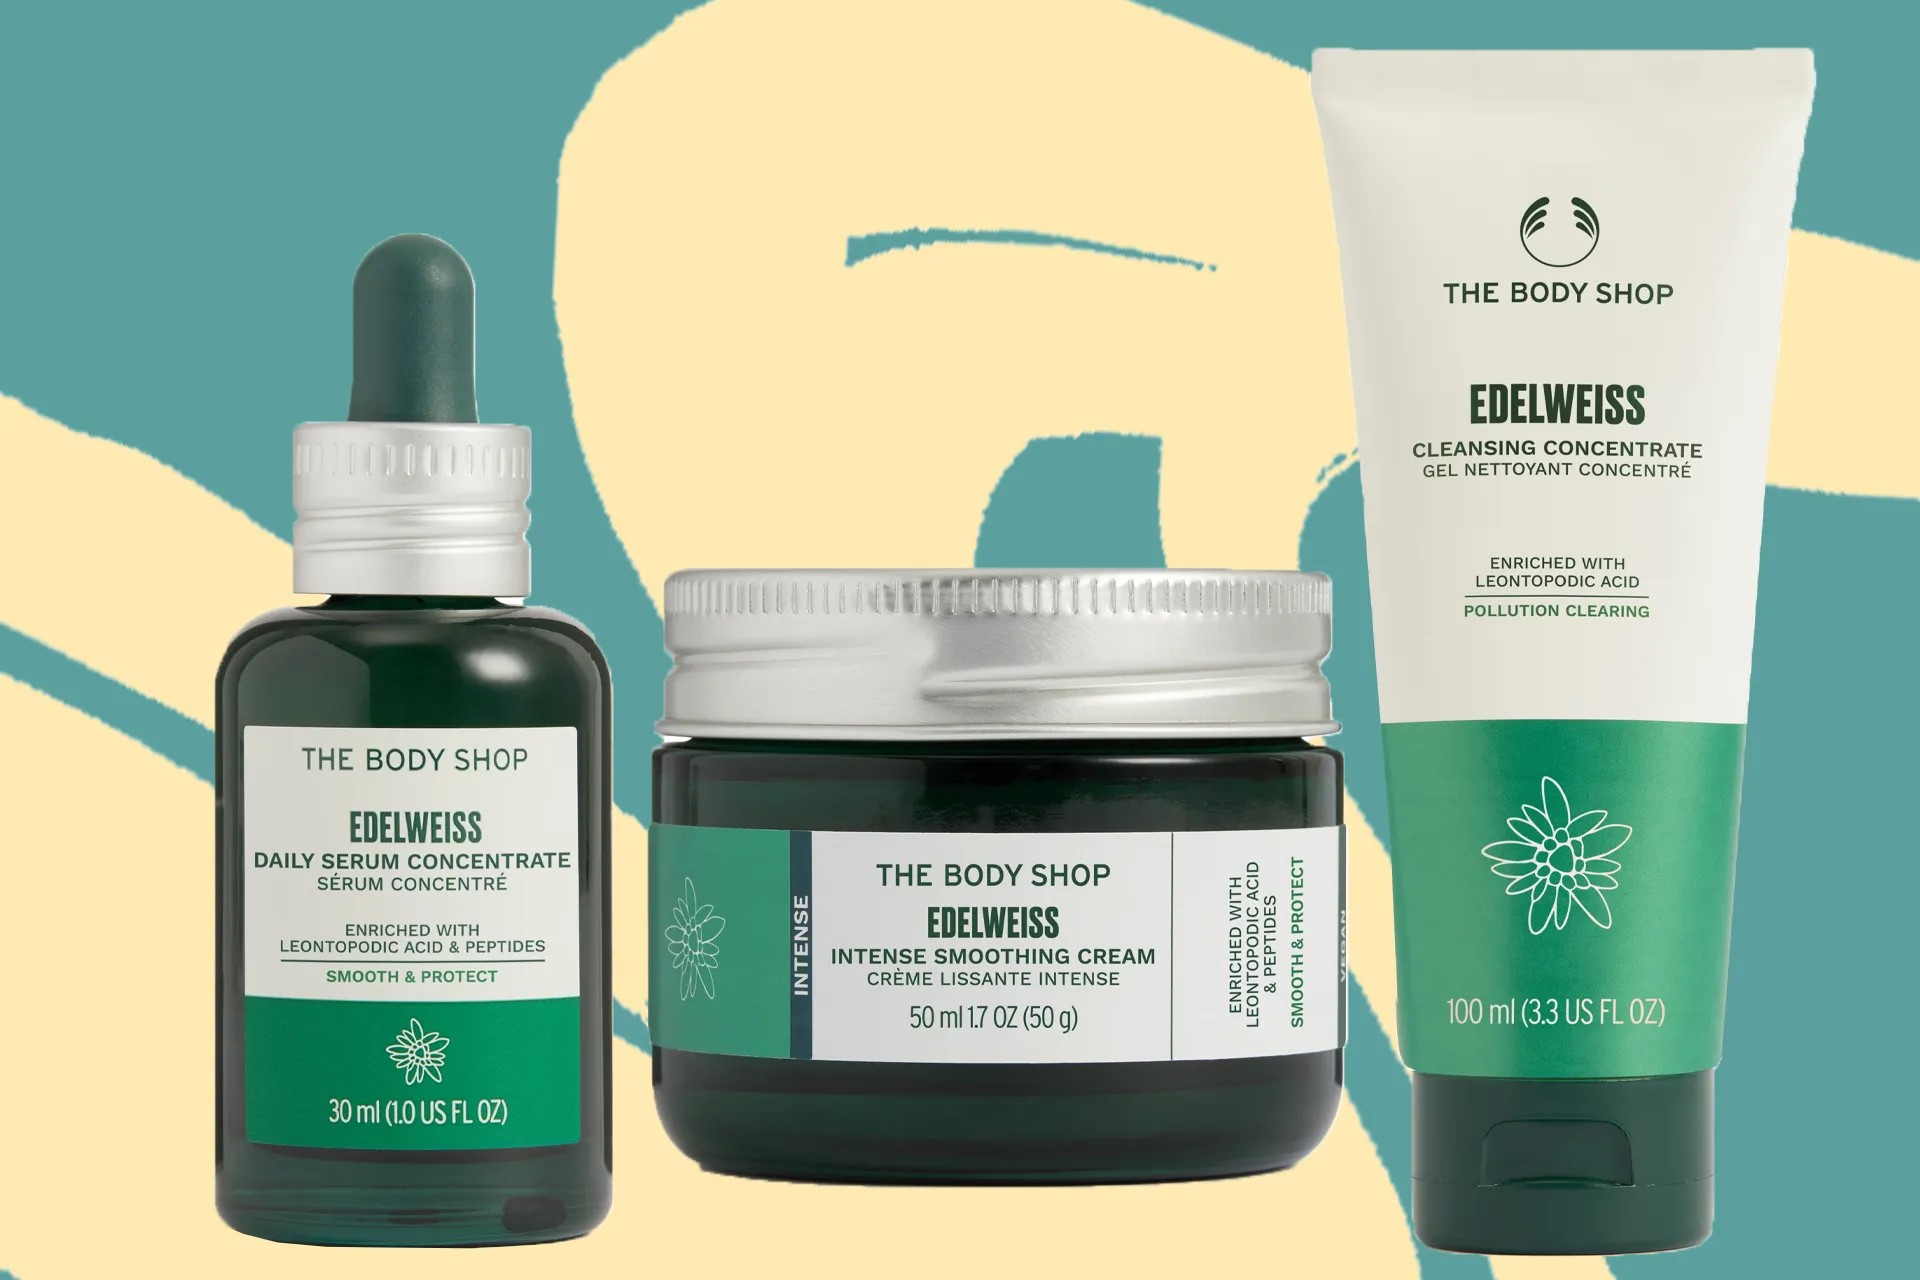 THE BODY SHOP
EDELWEISS
DAILY SERUM CONCENTRATE
SÉRUM CONCENTRÉ
ENRICHED WITH
LEONTOPODIC ACID & PEPTIDES
SMOOTH & PROTECT
30 ml (1.0 US FL OZ)
INTENSE
THE BODY SHOP
EDELWEISS
INTENSE SMOOTHING CREAM
CRÈME LISSANTE INTENSE
50 ml 1.7 OZ (50 g)
ENRICHED WITH
LEONTOPODIC ACID
& PEPTIDES
SMOOTH & PROTECT
VEGAN
THE BODY SHOP
EDELWEISS
CLEANSING CONCENTRATE
GEL NETTOYANT CONCENTRÉ
ENRICHED WITH
LEONTOPODIC ACID
POLLUTION CLEARING
100 ml (3.3 US FL OZ)